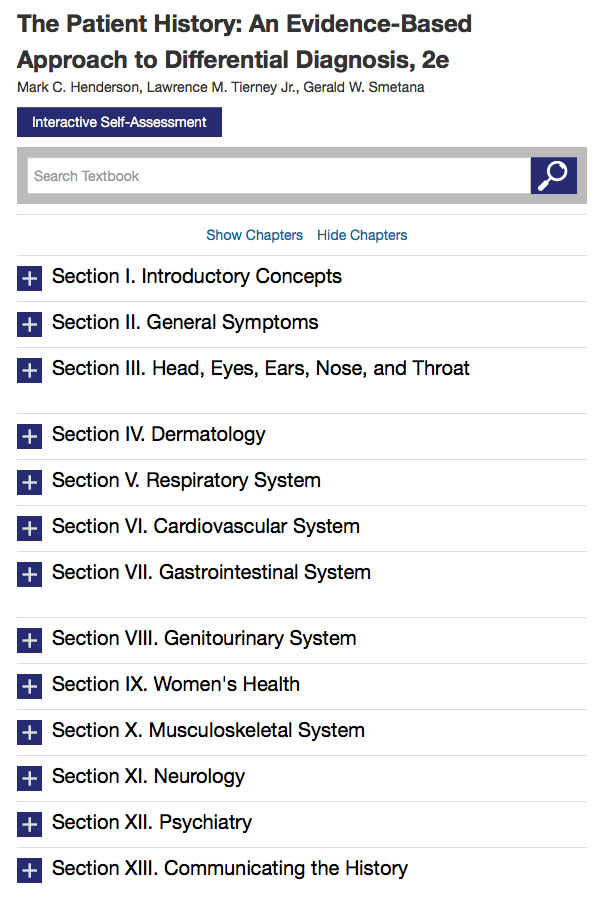 The Patient History: An Evidence-Based
Approach to Differential Diagnosis, 2e
Mark C. Henderson, Lawrence M. Tierney Jr., Gerald W. Smetana
Interactive Self-Assessment
Search Textbook
Show Chapters Hide Chapters
Section I. Introductory Concepts
Section II. General Symptoms
Section III. Head, Eyes, Ears, Nose, and Throat
Section IV. Dermatology
Section V. Respiratory System
Section VI. Cardiovascular System
Section VII. Gastrointestinal System
Section VIII. Genitourinary System
Section IX. Women's Health
Section X. Musculoskeletal System
Section XI. Neurology
Section XII. Psychiatry
Section XIII. Communicating the History